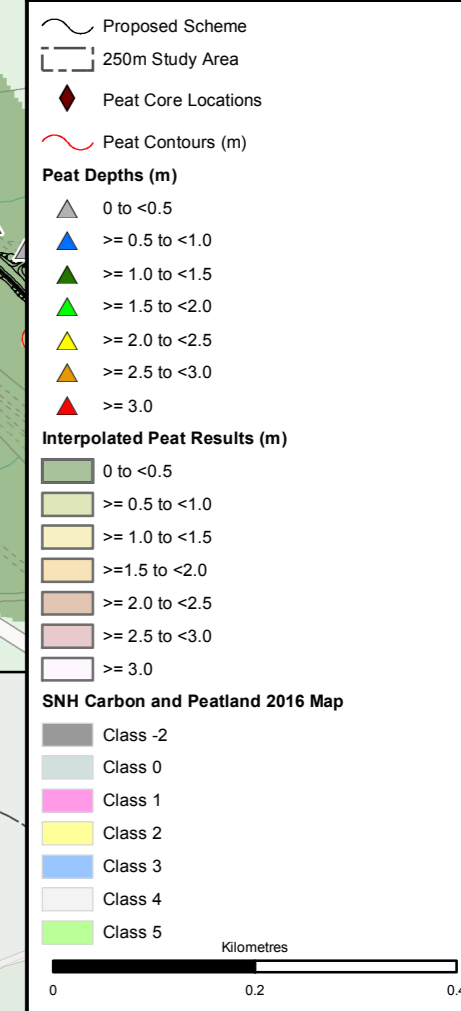 Proposed Scheme
250m Study Area
Peat Core Locations
Peat Contours (m)
Peat Depths (m)
0 to <0.5
>= 0.5 to <1.0
>= 1.0 to <1.5
>= 1.5 to <2.0
>= 2.0 to <2.5
>= 2.5 to <3.0
>= 3.0
Interpolated Peat Results (m)
0 to <0.5
>= 0.5 to <1.0
>= 1.0 to <1.5
>=1.5 to <2.0
>= 2.0 to <2.5
>= 2.5 to <3.0
>= 3.0
SNH Carbon and Peatland 2016 Map
Class -2
Class 0
Class 1
Class 2
Class 3
Class 4
Class 5
Kilometres
0 0.2 0.4